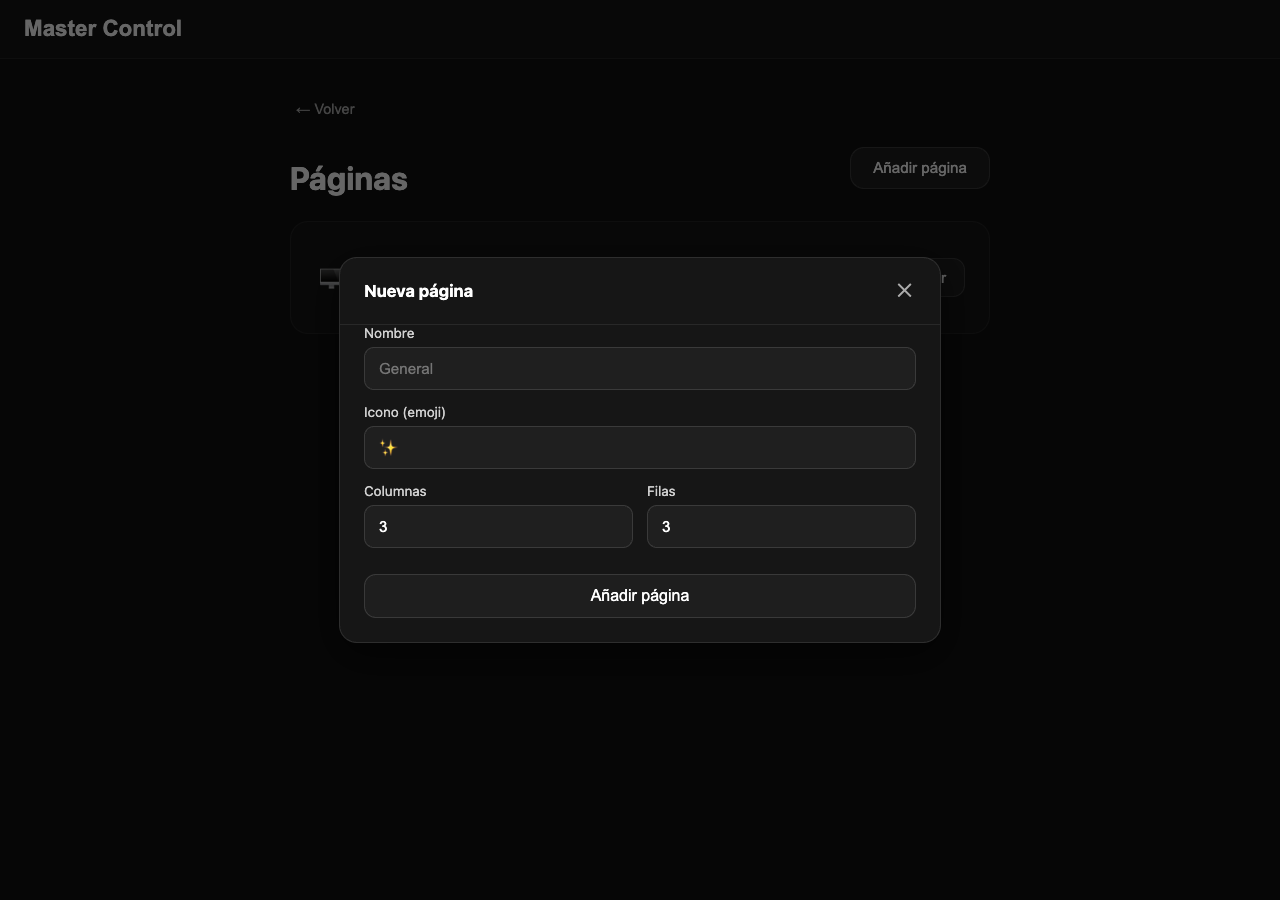 Master Control
← Volver
Páginas
Añadir página
Nueva página
Nombre
General
Icono (emoji)
✨
Columnas
Filas
3
3
Añadir página